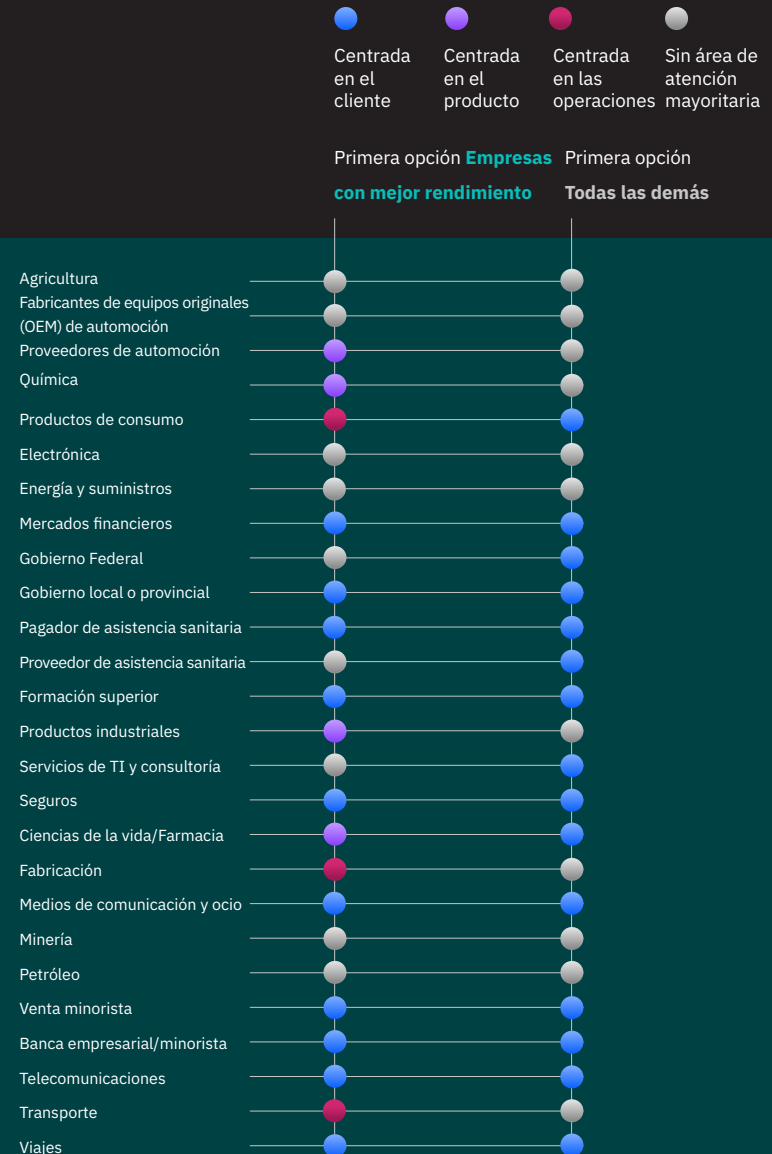 Centrada
en el
cliente
Centrada
en el
producto
Centrada
en las
operaciones
Sin área de
atención
mayoritaria
Primera opción Empresas
con mejor rendimiento
Primera opción
Todas las demás
Agricultura
Fabricantes de equipos originales
(OEM) de automoción
Proveedores de automoción
Química
Productos de consumo
Electrónica
Energía y suministros
Mercados financieros
Gobierno Federal
Gobierno local o provincial
Pagador de asistencia sanitaria
Proveedor de asistencia sanitaria
Formación superior
Productos industriales
Servicios de TI y consultoría
Seguros
Ciencias de la vida/Farmacia
Fabricación
Medios de comunicación y ocio
Minería
Petróleo
Venta minorista
Banca empresarial/minorista
Telecomunicaciones
Transporte
Viajes